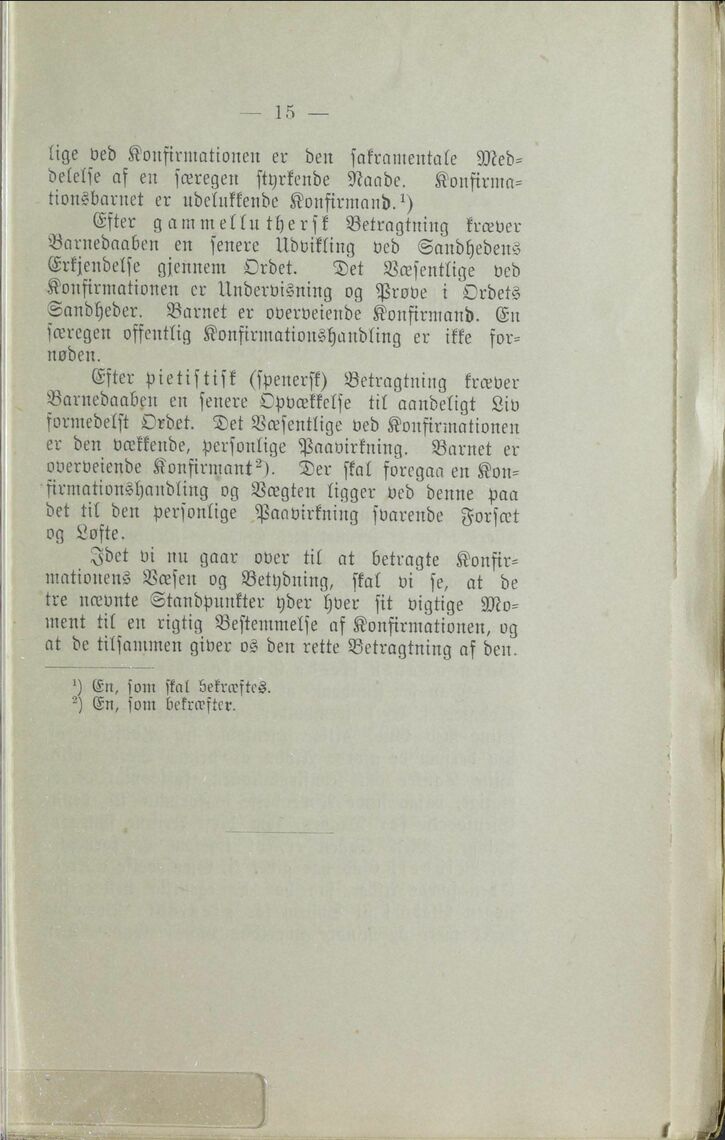 — 15 —
lige ved Konfirmationen er den sakramentale Med-
delelse af en særegen styrkende Naade. Konfirma-
tionsbarnet er udelukkende Konfirmand.¹)
Efter gammelluthersk Betragtning kræver
Barnedaaben en senere Udvikling ved Sandhedens
Erkjendelse gjennem Ordet. Det Væsentlige ved
Konfirmationen er Undervisning og Prøve i Ordets
Sandheder. Barnet er overveiende Konfirmand. En
særegen offentlig Konfirmationshandling er ikke for-
nøden.
Efter pietistisk (spenersk) Betragtning kræver
Barnedaaben en senere Opvækkelse til aandeligt Liv
formedelst Ordet. Det Væsentlige ved Konfirmationen
er den vækkende, personlige Paavirkning. Barnet er
overveiende Konfirmant²). Der skal foregaa en Kon-
firmationshandling og Vægten ligger ved denne paa
det til den personlige Paavirkning svarende Forsæt
og Løfte.
Idet vi nu gaar over til at betragte Konfir-
mationens Væsen og Betydning, skal vi se, at de
tre nævnte Standpunkter yder hver sit vigtige Mo-
ment til en rigtig Bestemmelse af Konfirmationen, og
at de tilsammen giver os den rette Betragtning af den.
¹) En, som skal bekræftes.
²) En, som bekræfter.